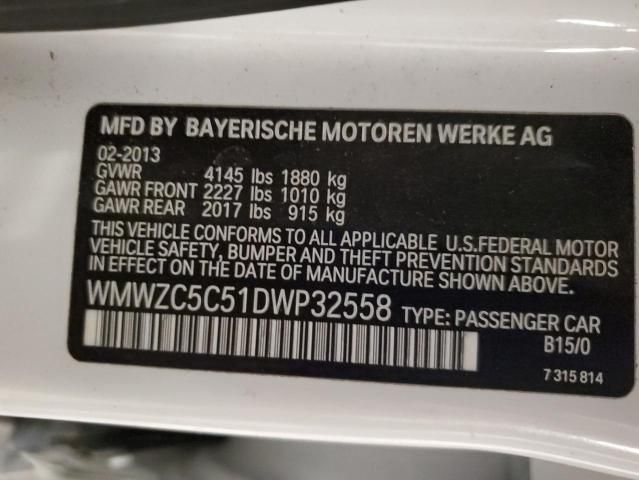 MFD BY BAYERISCHE MOTOREN WERKE AG
02-2013
GVWR 4145 lbs 1880 kg
GAWR FRONT 2227 lbs 1010 kg
GAWR REAR 2017 lbs 915 kg
THIS VEHICLE CONFORMS TO ALL APPLICABLE U.S.FEDERAL MOTOR
VEHICLE SAFETY, BUMPER AND THEFT PREVENTION STANDARDS
IN EFFECT ON THE DATE OF MANUFACTURE SHOWN ABOVE.
WMWZC5C51DWP32558 TYPE: PASSENGER CAR
B15/0
7 315 814